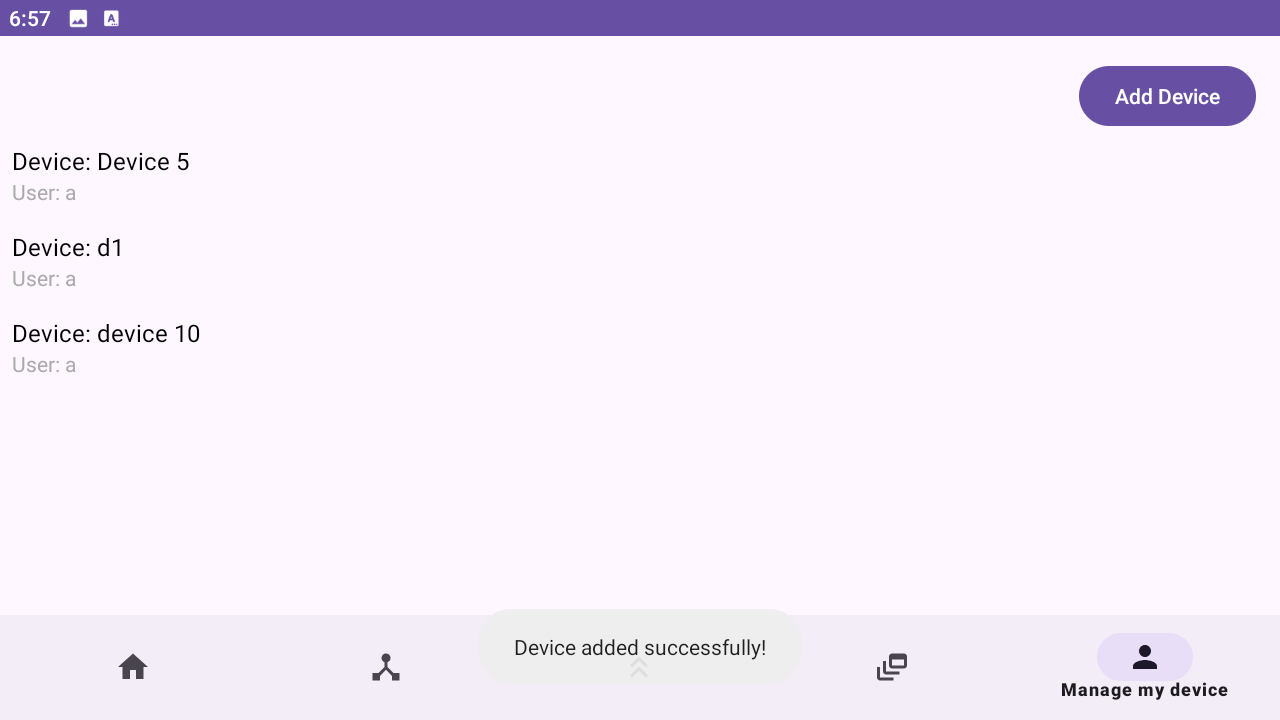 6:57
Add Device
Device: Device 5
User: a
Device: d1
User: a
Device: device 10
User: a
Device added successfully!
Manage my device